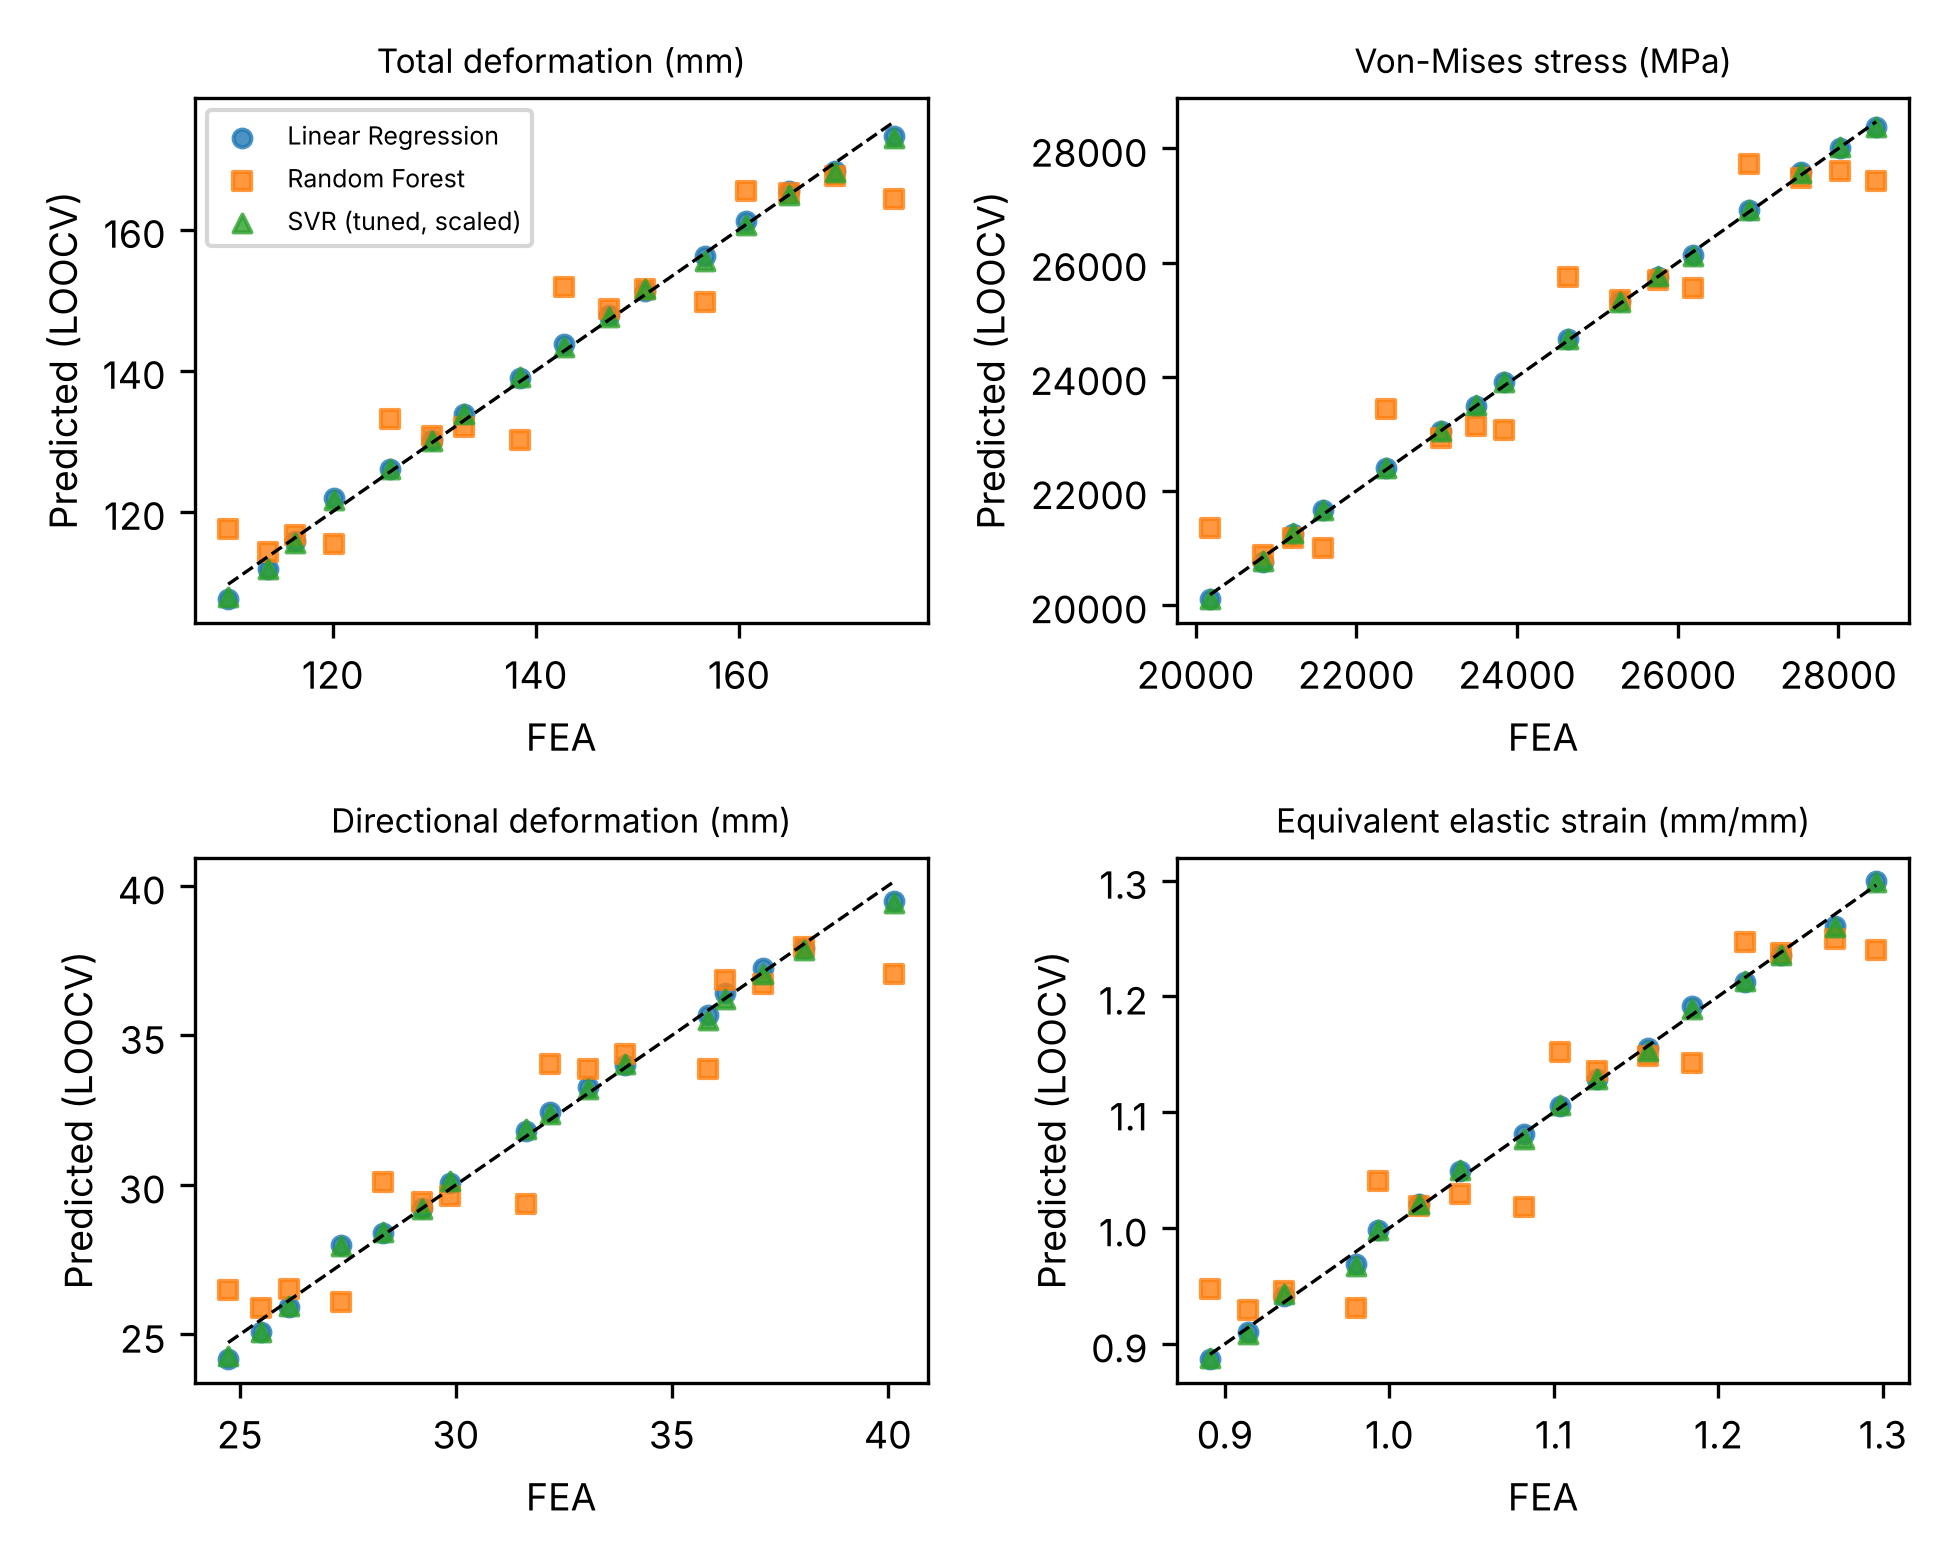 Total deformation (mm)
Linear Regression
Random Forest
SVR (tuned, scaled)
Predicted (LOOCV)
160
140
120
120 140 160
FEA
Von-Mises stress (MPa)
Predicted (LOOCV)
28000
26000
24000
22000
20000
20000 22000 24000 26000 28000
FEA
Directional deformation (mm)
Predicted (LOOCV)
40
35
30
25
25 30 35 40
FEA
Equivalent elastic strain (mm/mm)
Predicted (LOOCV)
1.3
1.2
1.1
1.0
0.9
0.9 1.0 1.1 1.2 1.3
FEA